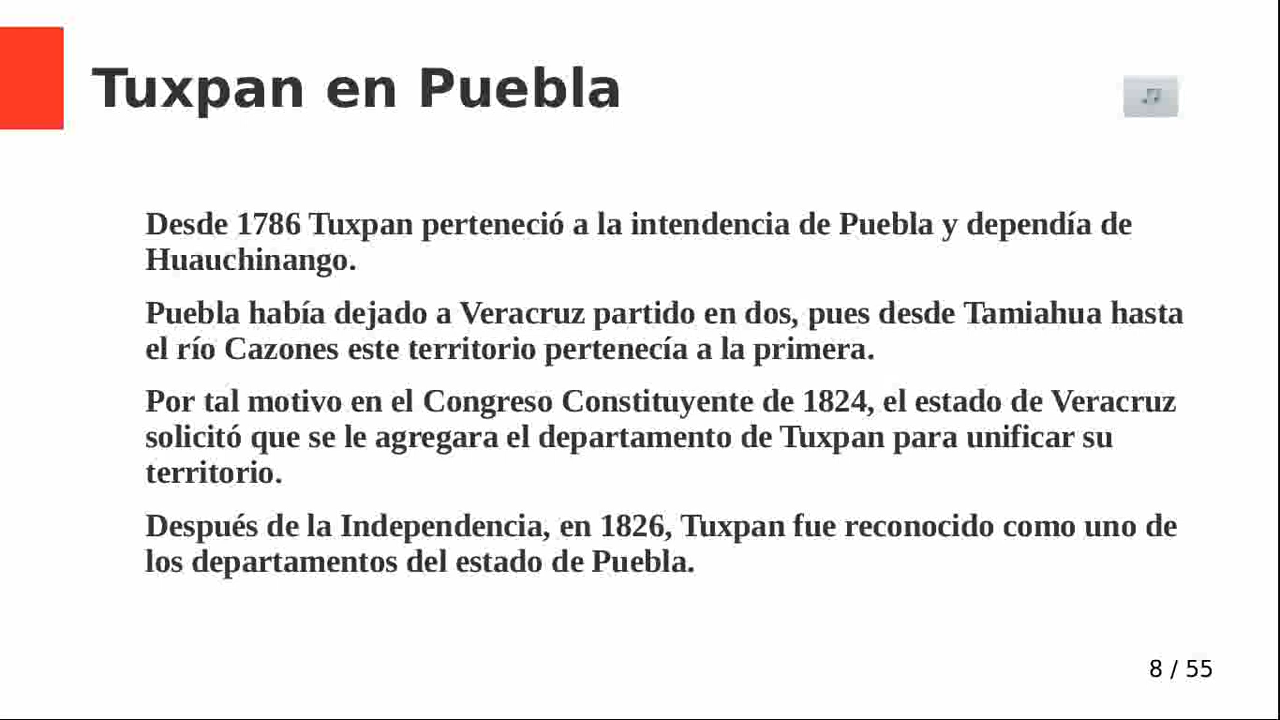 Tuxpan en Puebla
Desde 1786 Tuxpan perteneció a la intendencia de Puebla y dependía de
Huauchinango.
Puebla había dejado a Veracruz partido en dos, pues desde Tamiahua hasta
el río Cazones este territorio pertenecía a la primera.
Por tal motivo en el Congreso Constituyente de 1824, el estado de Veracruz
solicitó que se le agregara el departamento de Tuxpan para unificar su
territorio.
Después de la Independencia, en 1826, Tuxpan fue reconocido como uno de
los departamentos del estado de Puebla.
8 / 55